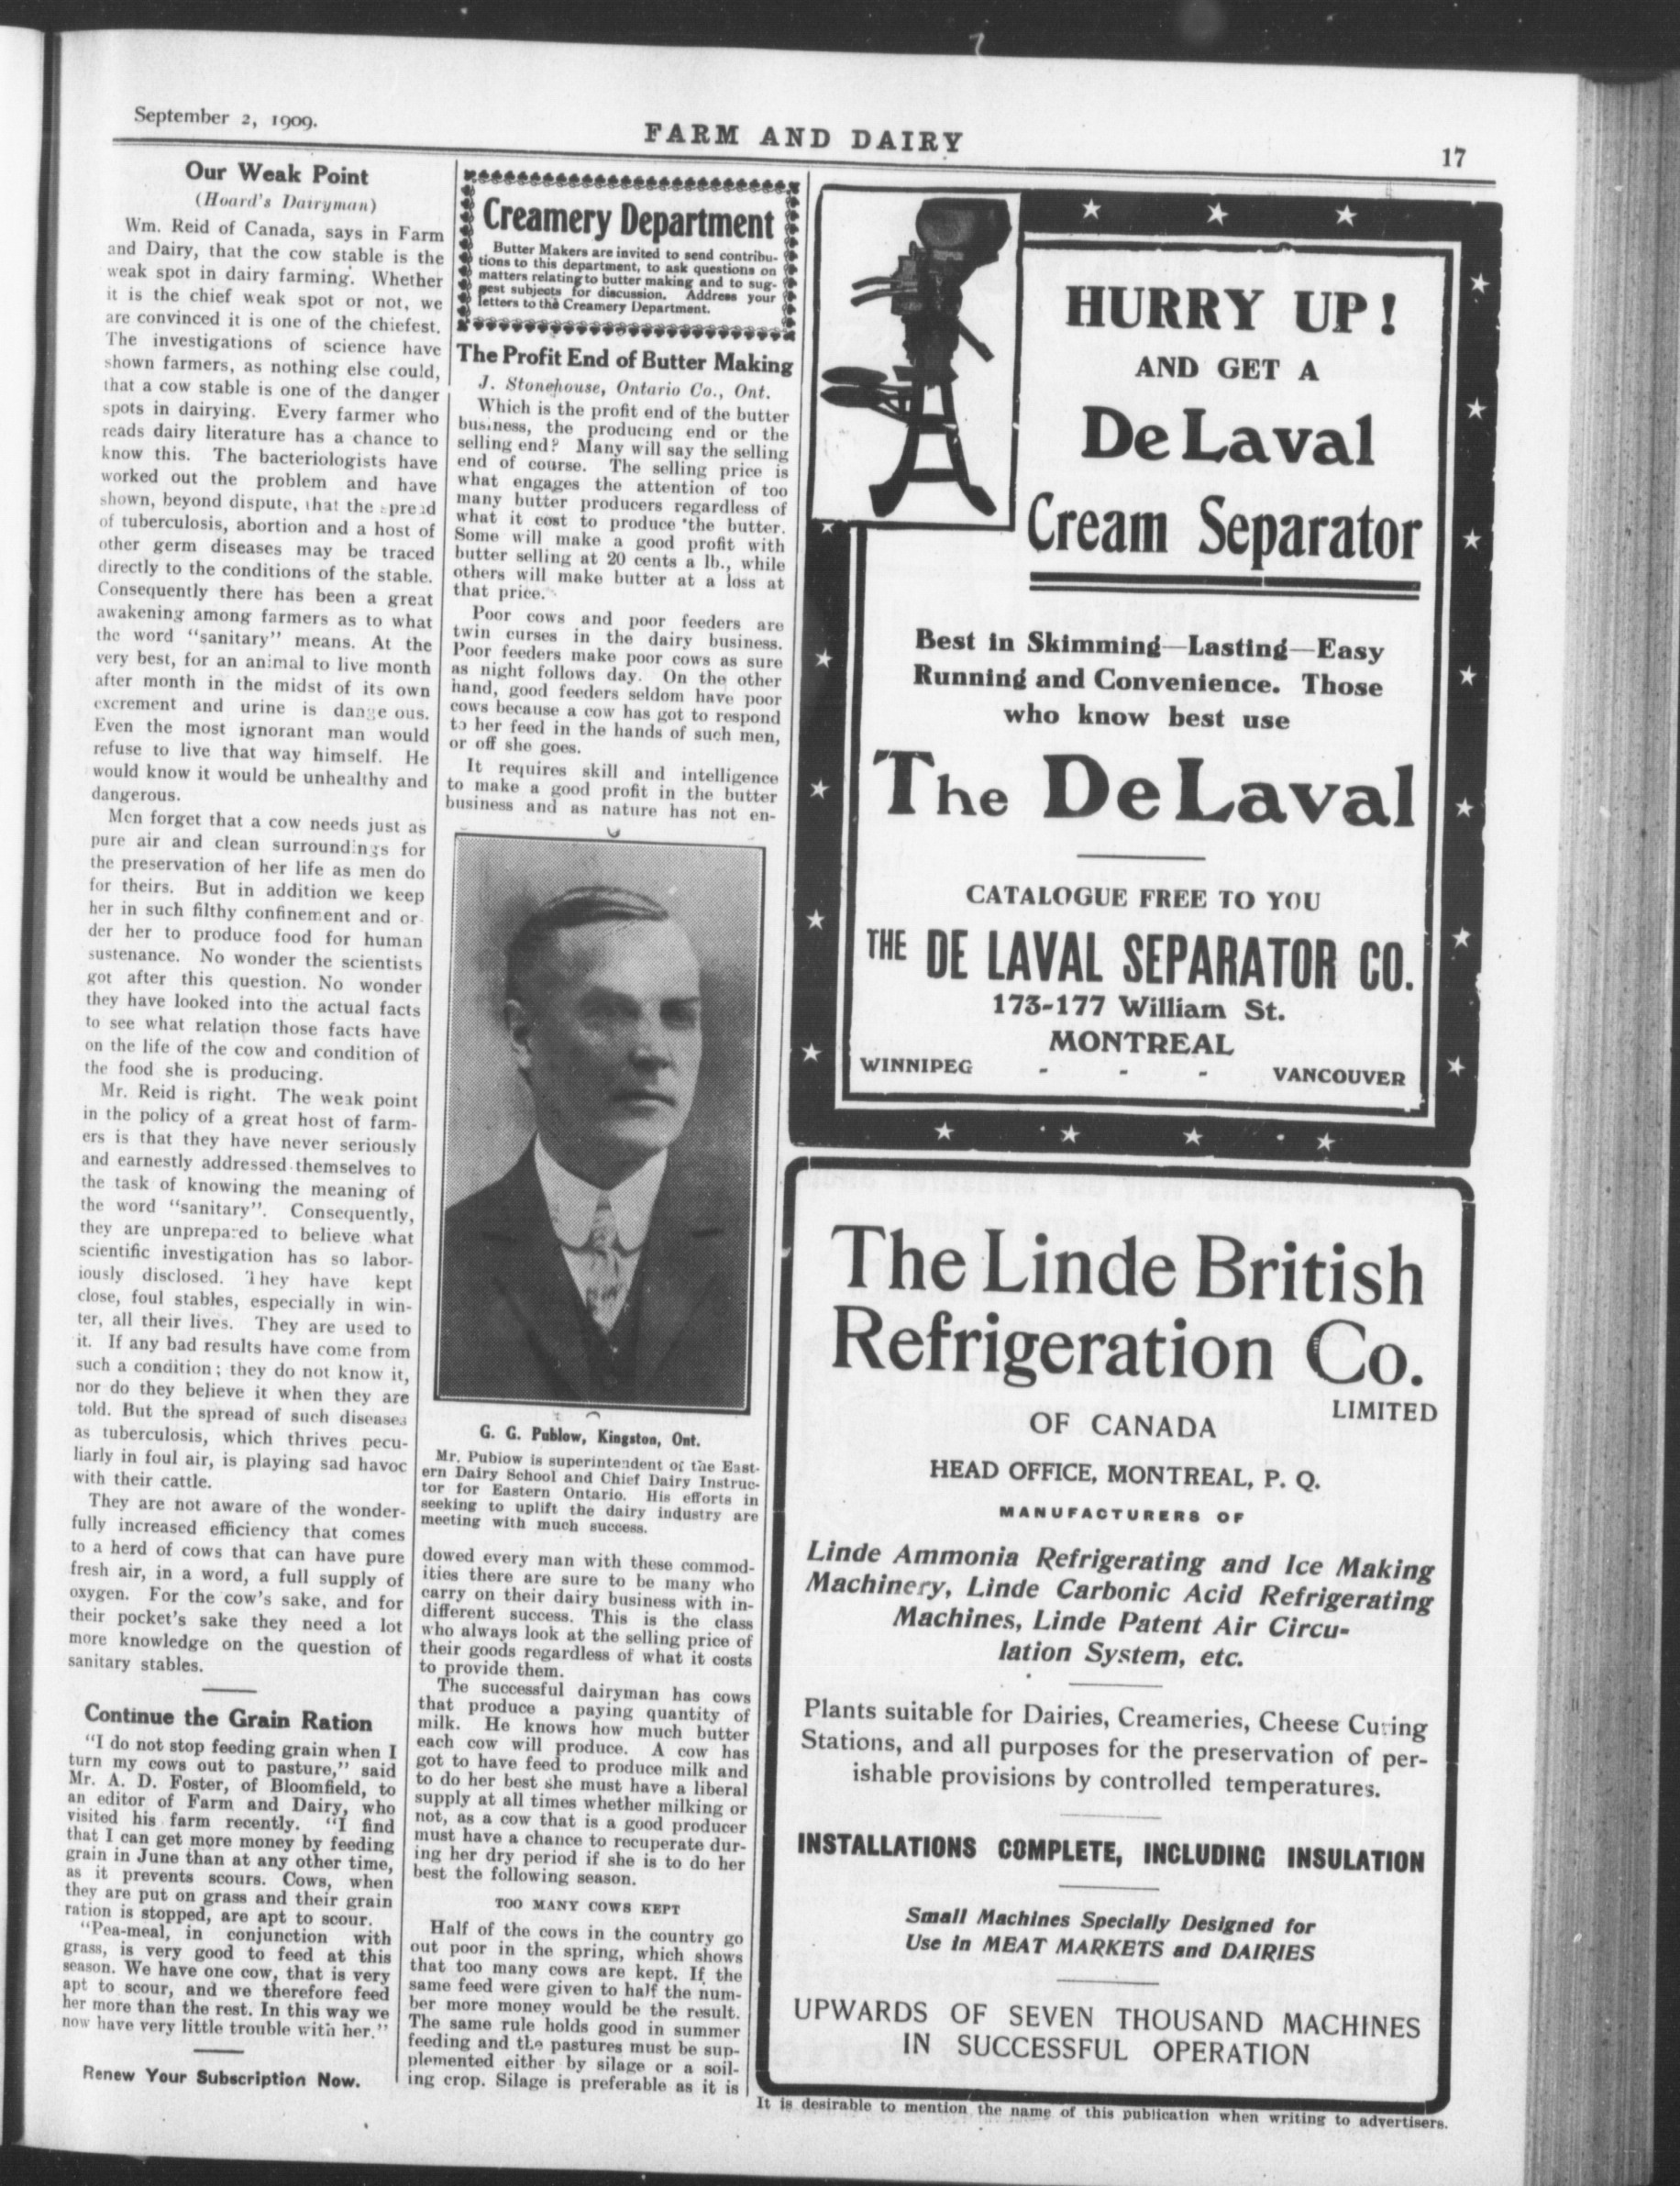 September 2, 1909.
FARM AND DAIRY
17
Our Weak Point
(Hoard's Dairyman)
Wm. Reid of Canada, says in Farm
and Dairy, that the cow stable is the
weak spot in dairy farming. Whether
it is the chief weak spot or not, we
are convinced it is one of the chiefest.
The investigations of science have
shown farmers, as nothing else could,
that a cow stable is one of the danger
spots in dairying. Every farmer who
reads dairy literature has a chance to
know this. The bacteriologists have
worked out the problem and have
shown, beyond dispute, that the spread
of tuberculosis, abortion and a host of
other germ diseases may be traced
directly to the conditions of the stable.
Consequently there has been a great
awakening among farmers as to what
the word "sanitary" means. At the
very best, for an animal to live month
after month in the midst of its own
excrement and urine is dange ous.
Even the most ignorant man would
refuse to live that way himself. He
would know it would be unhealthy and
dangerous.
Men forget that a cow needs just as
pure air and clean surroundings for
the preservation of her life as men do
for theirs. But in addition we keep
her in such filthy confinement and or-
der her to produce food for human
sustenance. No wonder the scientists
got after this question. No wonder
they have looked into the actual facts
to see what relation those facts have
on the life of the cow and condition of
the food she is producing.
Mr. Reid is right. The weak point
in the policy of a great host of farm-
ers is that they have never seriously
and earnestly addressed themselves to
the task of knowing the meaning of
the word "sanitary". Consequently,
they are unprepared to believe what
scientific investigation has so labor-
iously disclosed. They have kept
close, foul stables, especially in win-
ter, all their lives. They are used to
it. If any bad results have come from
such a condition; they do not know it,
nor do they believe it when they are
told. But the spread of such diseases
as tuberculosis, which thrives pecu-
liarly in foul air, is playing sad havoc
with their cattle.
They are not aware of the wonder-
fully increased efficiency that comes
to a herd of cows that can have pure
fresh air, in a word, a full supply of
oxygen. For the cow's sake, and for
their pocket's sake they need a lot
more knowledge on the question of
sanitary stables.
Continue the Grain Ration
"I do not stop feeding grain when I
turn my cows out to pasture," said
Mr. A. D. Foster, of Bloomfield, to
an editor of Farm and Dairy, who
visited his farm recently. "I find
that I can get more money by feeding
grain in June than at any other time,
as it prevents scours. Cows, when
they are put on grass and their grain
ration is stopped, are apt to scour.
"Pea-meal, in conjunction with
grass, is very good to feed at this
season. We have one cow, that is very
apt to scour, and we therefore feed
her more than the rest. In this way we
now have very little trouble with her."
Renew Your Subscription Now.
Creamery Department
Butter Makers are invited to send contribu-
tions to this department, to ask questions on
matters relating to butter making and to sug-
gest subjects for discussion. Address your
letters to the Creamery Department.
The Profit End of Butter Making
J. Stonehouse, Ontario Co., Ont.
Which is the profit end of the butter
business, the producing end or the
selling end? Many will say the selling
end of course. The selling price is
what engages the attention of too
many butter producers regardless of
what it cost to produce the butter.
Some will make a good profit with
butter selling at 20 cents a lb., while
others will make butter at a loss at
that price.
Poor cows and poor feeders are
twin curses in the dairy business.
Poor feeders make poor cows as sure
as night follows day. On the other
hand, good feeders seldom have poor
cows because a cow has got to respond
to her feed in the hands of such men,
or off she goes.
It requires skill and intelligence
to make a good profit in the butter
business and as nature has not en-
G. G. Publow, Kingston, Ont.
Mr. Publow is superintendent of the East-
ern Dairy School and Chief Dairy Instruc-
tor for Eastern Ontario. His efforts in
seeking to uplift the dairy industry are
meeting with much success.
dowed every man with these commod-
ities there are sure to be many who
carry on their dairy business with in-
different success. This is the class
who always look at the selling price of
their goods regardless of what it costs
to provide them.
The successful dairyman has cows
that produce a paying quantity of
milk. He knows how much butter
each cow will produce. A cow has
got to have feed to produce milk and
to do her best she must have a liberal
supply at all times whether milking or
not, as a cow that is a good producer
must have a chance to recuperate dur-
ing her dry period if she is to do her
best the following season.
TOO MANY COWS KEPT
Half of the cows in the country go
out poor in the spring, which shows
that too many cows are kept. If the
same feed were given to half the num-
ber more money would be the result.
The same rule holds good in summer
feeding and the pastures must be sup-
plemented either by silage or a soil-
ing crop. Silage is preferable as it is
HURRY UP!
AND GET A
De Laval
Cream Separator
Best in Skimming—Lasting—Easy
Running and Convenience. Those
who know best use
The De Laval
CATALOGUE FREE TO YOU
THE DE LAVAL SEPARATOR CO.
173-177 William St.
MONTREAL
WINNIPEG - - - VANCOUVER
The Linde British
Refrigeration Co.
LIMITED
OF CANADA
HEAD OFFICE, MONTREAL, P. Q.
MANUFACTURERS OF
Linde Ammonia Refrigerating and Ice Making
Machinery, Linde Carbonic Acid Refrigerating
Machines, Linde Patent Air Circu-
lation System, etc.
Plants suitable for Dairies, Creameries, Cheese Curing
Stations, and all purposes for the preservation of per-
ishable provisions by controlled temperatures.
INSTALLATIONS COMPLETE, INCLUDING INSULATION
Small Machines Specially Designed for
Use in MEAT MARKETS and DAIRIES
UPWARDS OF SEVEN THOUSAND MACHINES
IN SUCCESSFUL OPERATION
It is desirable to mention the name of this publication when writing to advertisers.